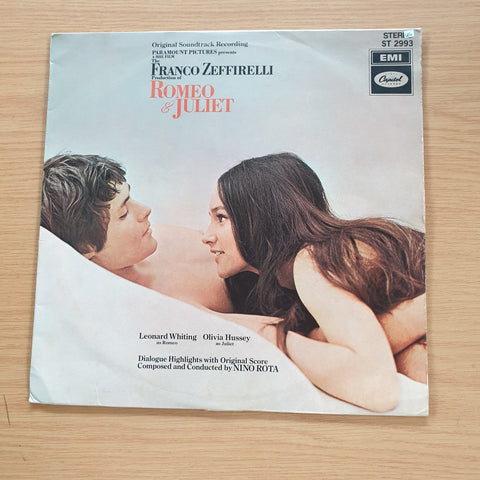 Original Soundtrack Recording
PARAMOUNT PICTURES presents
A BHE FILM
The
FRANCO ZEFFIRELLI
Production of
ROMEO
& JULIET
STEREO
ST 2993
EMI
Capitol
Leonard Whiting Olivia Hussey
as Romeo as Juliet
Dialogue Highlights with Original Score
Composed and Conducted by NINO ROTA